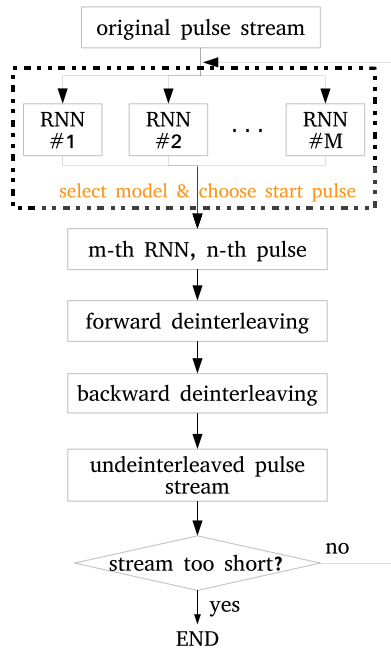 original pulse stream
RNN RNN RNN
#1 #2 . . . #M
select model & choose start pulse
m-th RNN, n-th pulse
forward deinterleaving
backward deinterleaving
undeinterleaved pulse
stream
stream too short?
no
yes
END